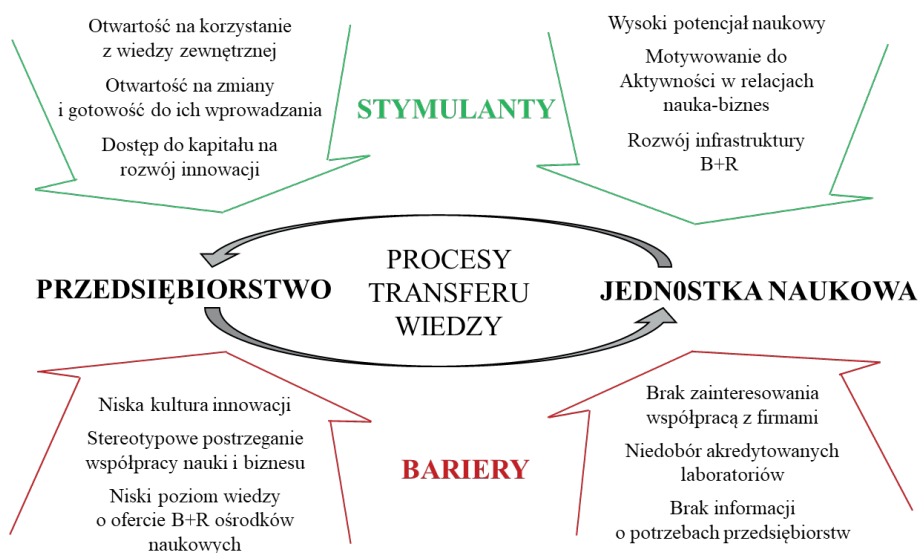 Otwartość na korzystanie
z wiedzy zewnętrznej
Otwartość na zmiany
i gotowość do ich wprowadzania
Dostęp do kapitału na
rozwój innowacji
STYMULANTY
Wysoki potencjał naukowy
Motywowanie do
Aktywności w relacjach
nauka-biznes
Rozwój infrastruktury
B+R
PRZEDSIĘBIORSTWO
PROCESY
TRANSFERU
WIEDZY
JEDN0STKA NAUKOWA
Niska kultura innowacji
Stereotypowe postrzeganie
współpracy nauki i biznesu
Niski poziom wiedzy
o ofercie B+R ośrodków
naukowych
BARIERY
Brak zainteresowania
współpracą z firmami
Niedobór akredytowanych
laboratoriów
Brak informacji
o potrzebach przedsiębiorstw